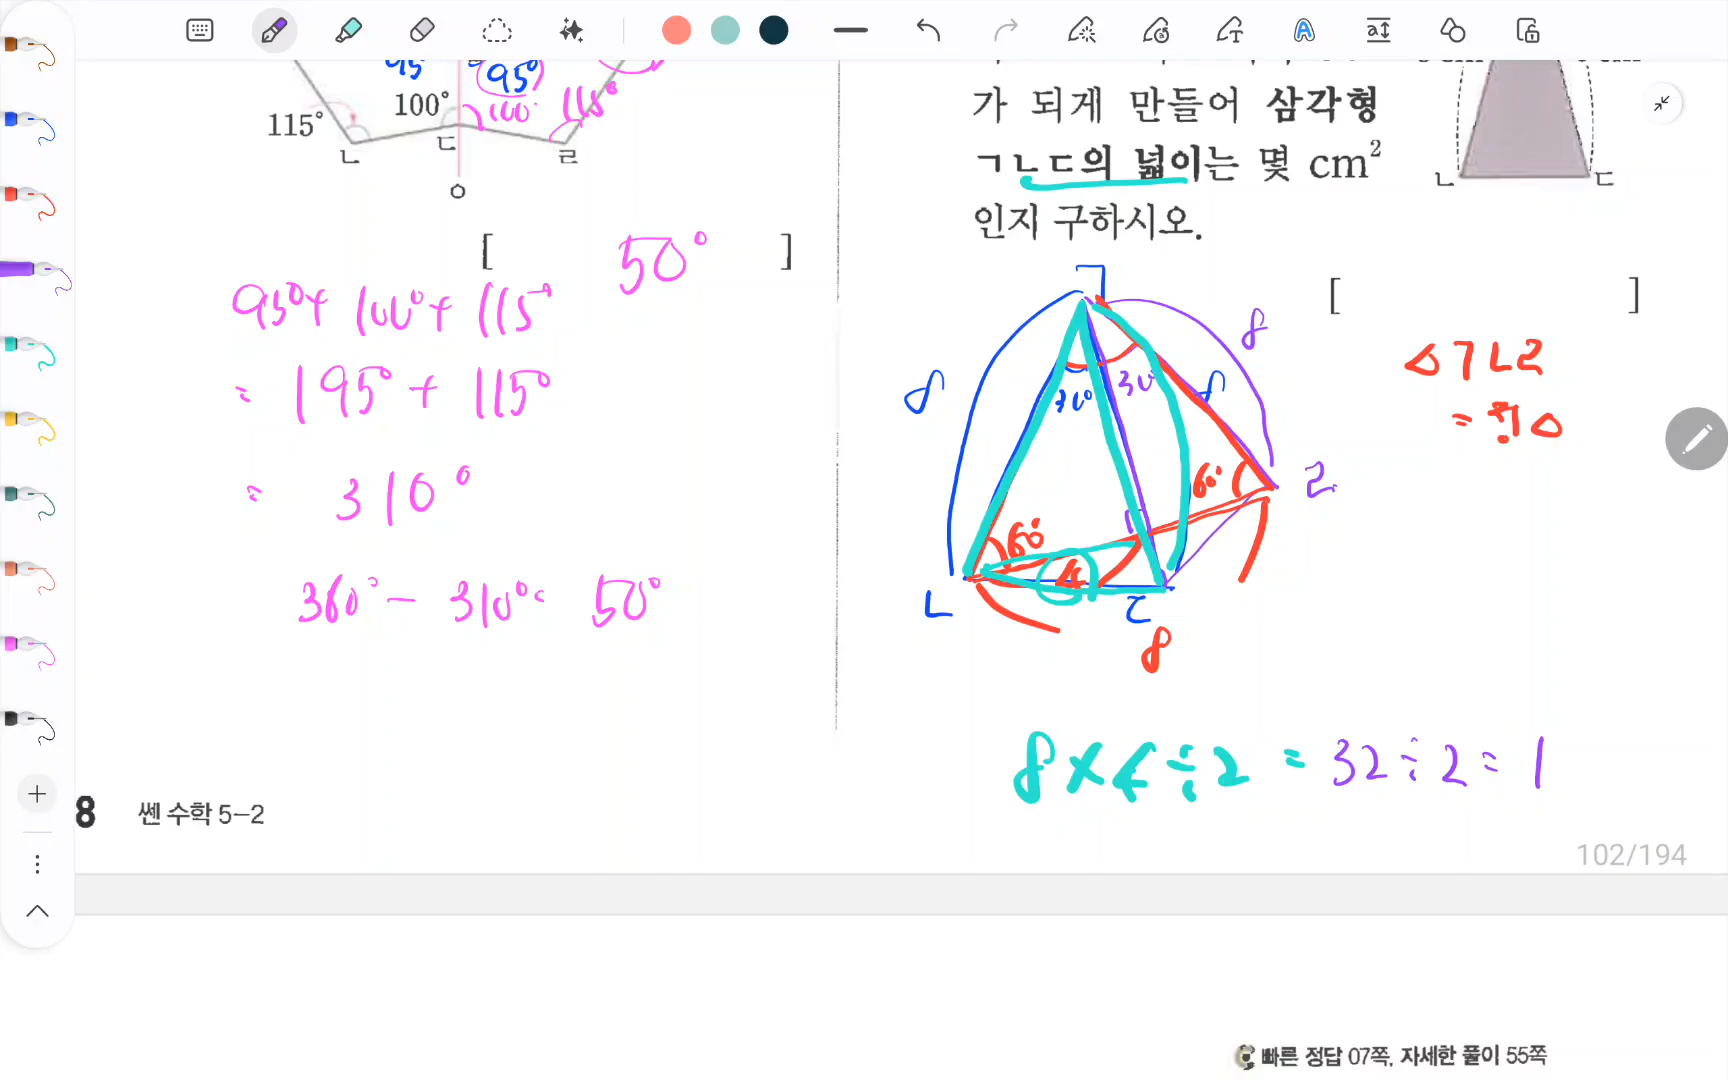 95° 95°
115° 100° 100° 115°
ㄴ ㄷ ㄹ
ㅇ
[ 50° ]
95°+ 100°+ 115°
= 195° + 115°
= 310°
360° - 310° = 50°
8 쎈 수학 5-2
가 되게 만들어 삼각형
ㄱㄴㄷ의 넓이는 몇 cm²
인지 구하시오.
ㄴ ㄷ
[ ]
ㄱ
8 30° 30° 8 8
60° 60° ㄹ
ㄴ 4 ㄷ
8
△ㄱㄴㄹ
= 정△
8×4÷2 = 32÷2= 1
102/194
빠른 정답 07쪽, 자세한 풀이 55쪽